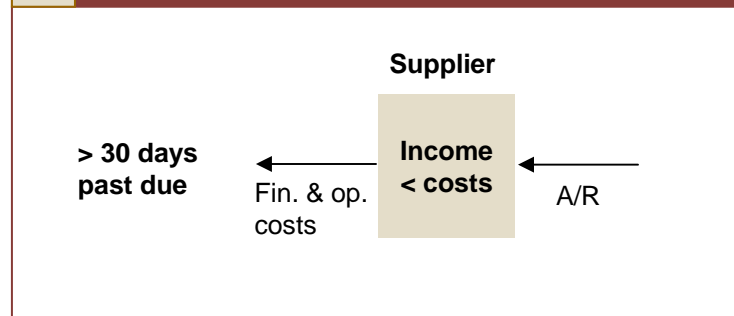 Supplier
> 30 days
past due
Fin. & op.
costs
Income
< costs
A/R